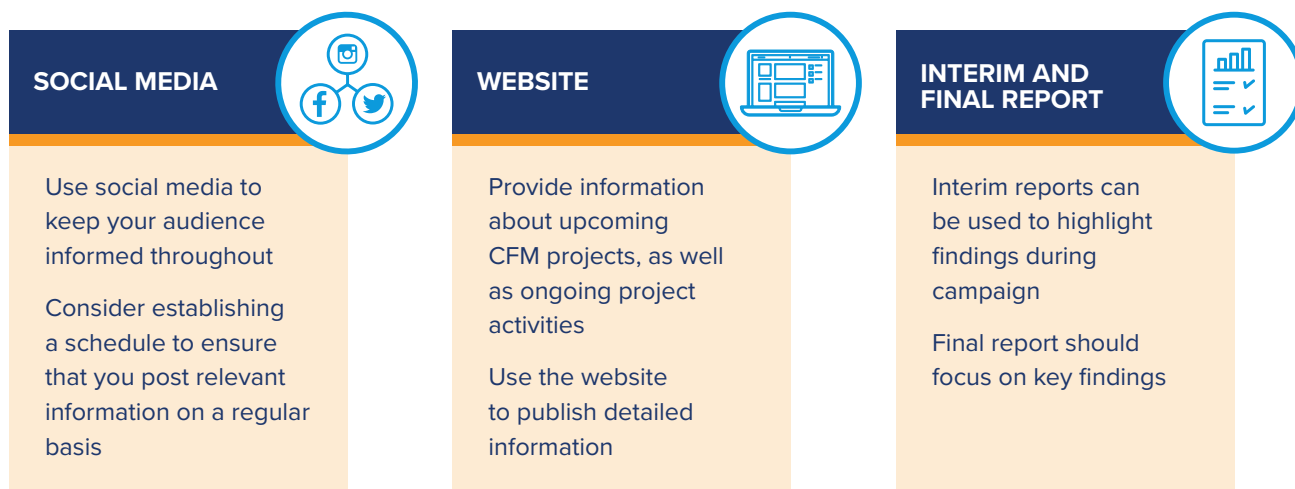 SOCIAL MEDIA
Use social media to
keep your audience
informed throughout
Consider establishing
a schedule to ensure
that you post relevant
information on a regular
basis
WEBSITE
Provide information
about upcoming
CFM projects, as well
as ongoing project
activities
Use the website
to publish detailed
information
INTERIM AND
FINAL REPORT
Interim reports can
be used to highlight
findings during
campaign
Final report should
focus on key findings